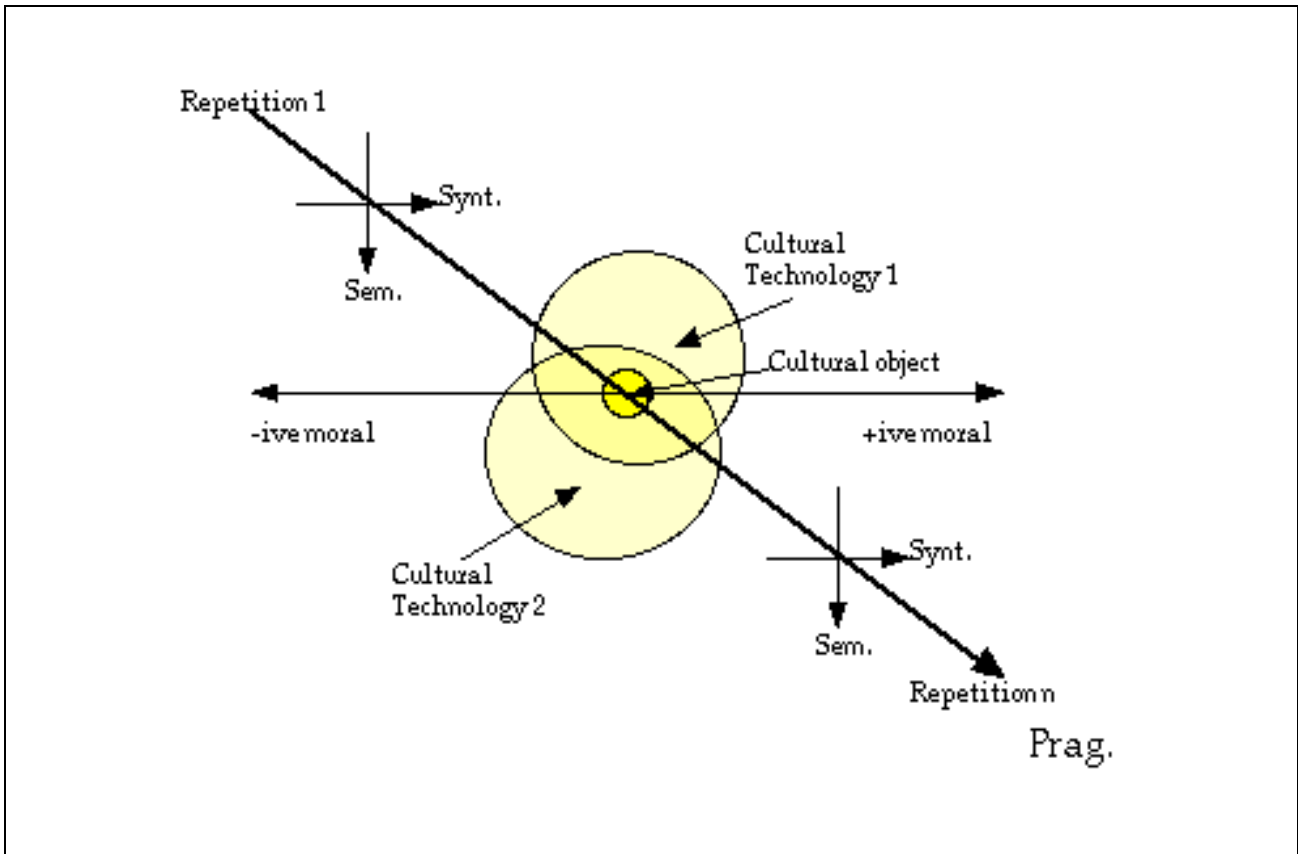 Repetition 1
Synt.
Sem.
Cultural
Technology 1
Cultural object
-ive moral
+ive moral
Synt.
Cultural
Technology 2
Sem.
Repetition n
Prag.